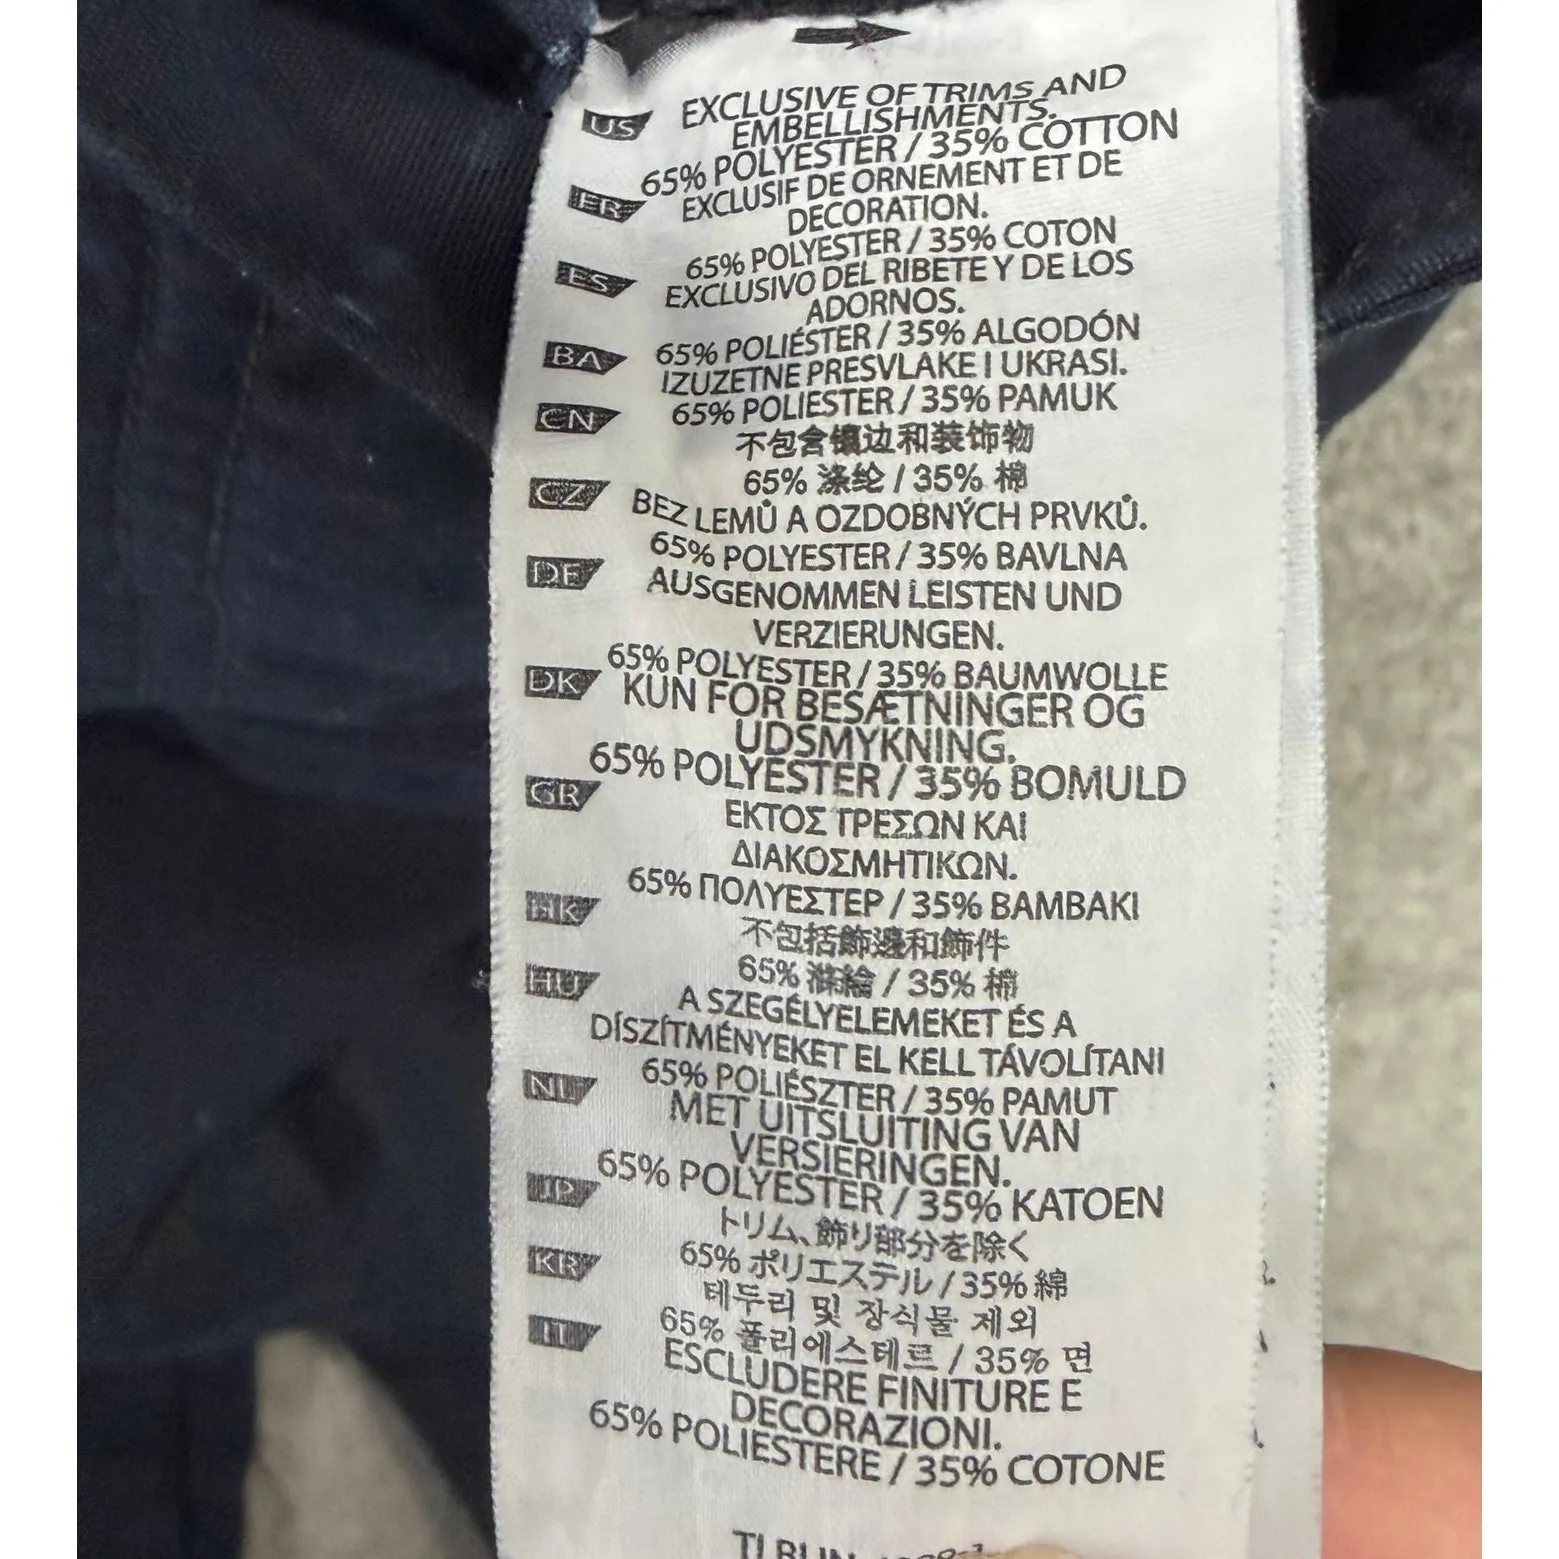 US EXCLUSIVE OF TRIMS AND
EMBELLISHMENTS.
65% POLYESTER / 35% COTTON
FR EXCLUSIF DE ORNEMENT ET DE
DECORATION.
65% POLYESTER / 35% COTON
ES EXCLUSIVO DEL RIBETE Y DE LOS
ADORNOS.
65% POLIÉSTER / 35% ALGODÓN
BA IZUZETNE PRESVLAKE I UKRASI.
65% POLIESTER / 35% PAMUK
CN 不包含镶边和装饰物
65% 涤纶 / 35% 棉
CZ BEZ LEMŮ A OZDOBNÝCH PRVKŮ.
65% POLYESTER / 35% BAVLNA
DE AUSGENOMMEN LEISTEN UND
VERZIERUNGEN.
65% POLYESTER / 35% BAUMWOLLE
DK KUN FOR BESÆTNINGER OG
UDSMYKNING.
65% POLYESTER / 35% BOMULD
GR ΕΚΤΟΣ ΤΡΕΣΩΝ ΚΑΙ
ΔΙΑΚΟΣΜΗΤΙΚΩΝ.
65% ΠΟΛΥΕΣΤΕΡ / 35% ΒΑΜΒΑΚΙ
HK 不包括飾邊和飾件
65% 滌綸 / 35% 棉
HU A SZEGÉLYELEMEKET ÉS A
DÍSZÍTMÉNYEKET EL KELL TÁVOLÍTANI
65% POLIÉSZTER / 35% PAMUT
NL MET UITSLUITING VAN
VERSIERINGEN.
65% POLYESTER / 35% KATOEN
JP トリム、飾り部分を除く
65% ポリエステル / 35% 綿
KR 테두리 및 장식물 제외
65% 폴리에스테르 / 35% 면
IT ESCLUDERE FINITURE E
DECORAZIONI.
65% POLIESTERE / 35% COTONE